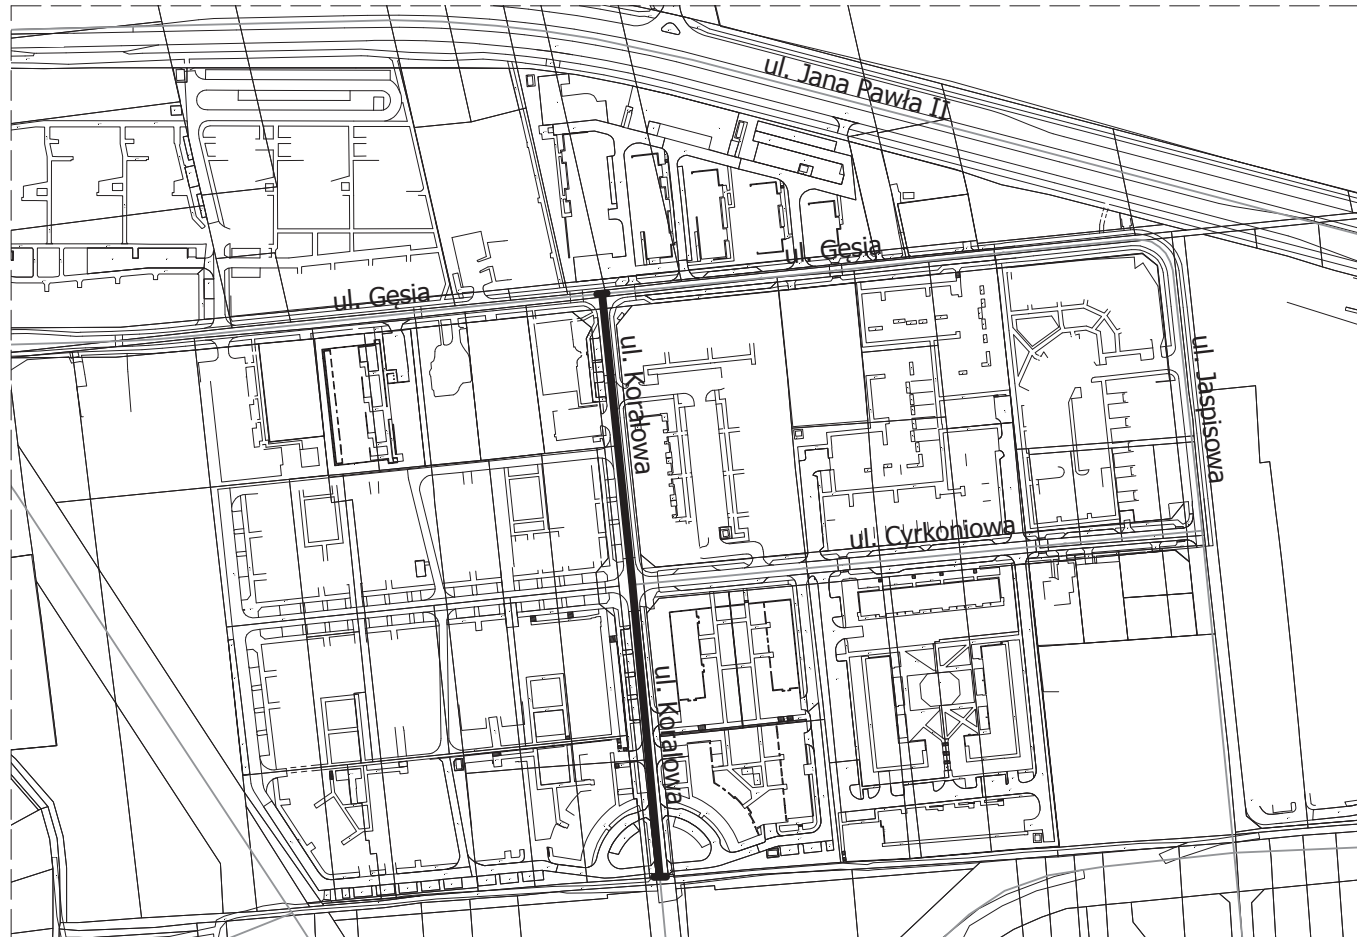 ul. Jana Pawła II
ul. Gęsia
ul. Gęsia
ul. Koralowa
ul. Jaspisowa
ul. Cyrkoniowa
ul. Koralowa